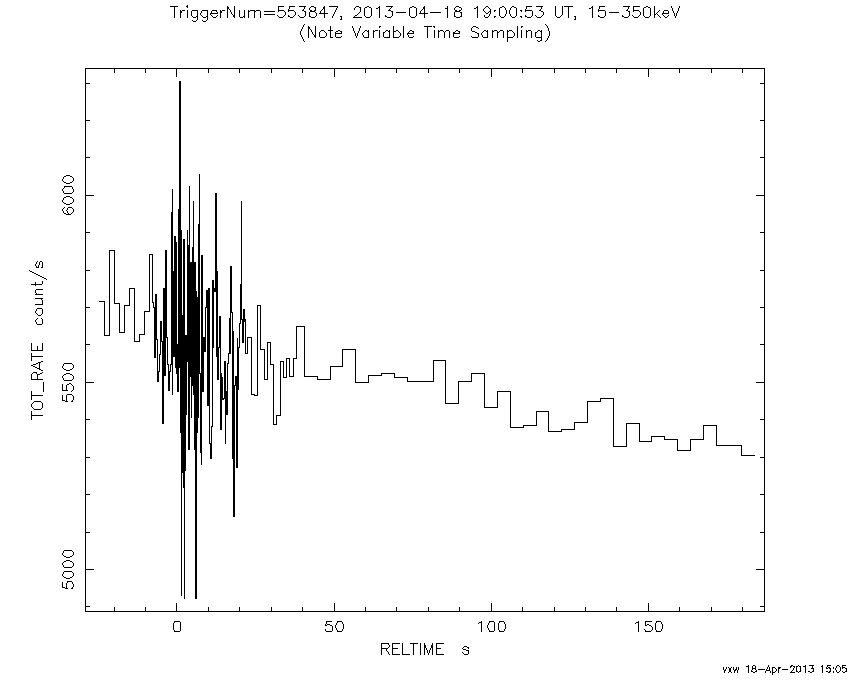 TriggerNum=553847, 2013-04-18 19:00:53 UT, 15-350keV
(Note Variable Time Sampling)
TOT_RATE count/s
6000
5500
5000
0 50 100 150
RELTIME s
vxw 18-Apr-2013 15:05